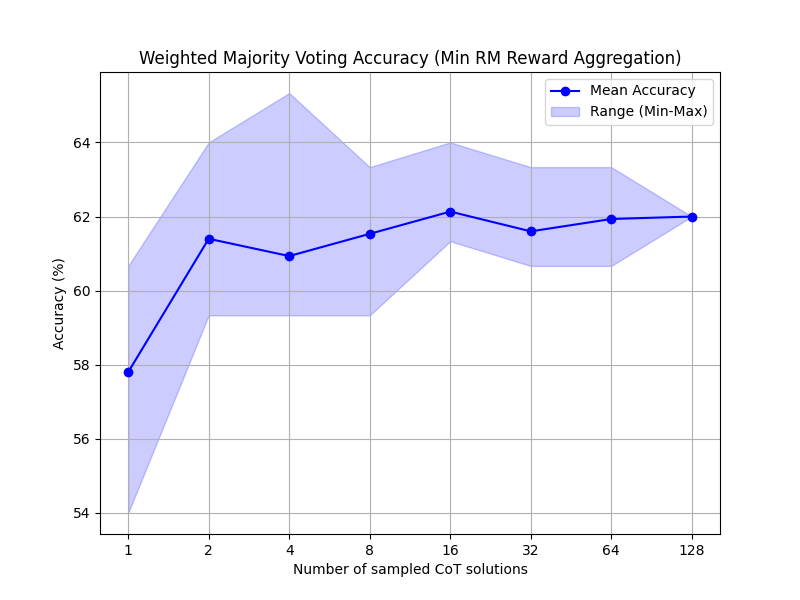 Weighted Majority Voting Accuracy (Min RM Reward Aggregation)
Mean Accuracy
Range (Min-Max)
64
62
60
58
56
54
Accuracy (%)
1 2 4 8 16 32 64 128
Number of sampled CoT solutions